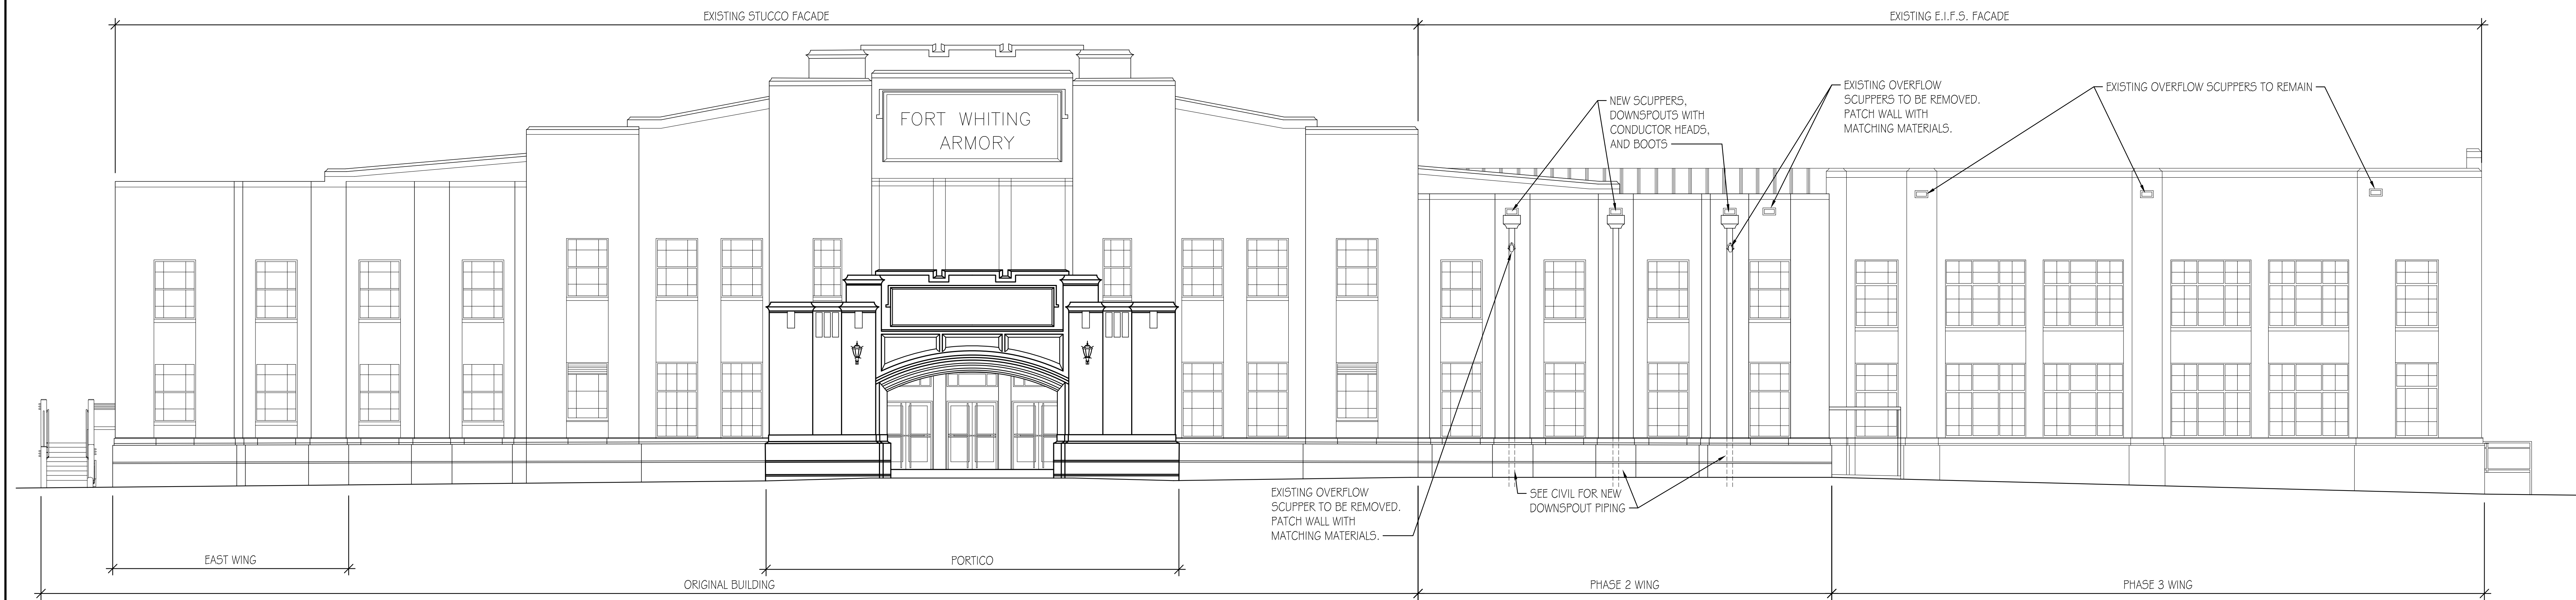 EXISTING STUCCO FACADE
EXISTING E.I.F.S. FACADE
FORT WHITING
ARMORY
NEW SCUPPERS,
DOWNSPOUTS WITH
CONDUCTOR HEADS,
AND BOOTS
EXISTING OVERFLOW
SCUPPERS TO BE REMOVED.
PATCH WALL WITH
MATCHING MATERIALS.
EXISTING OVERFLOW SCUPPERS TO REMAIN
EXISTING OVERFLOW
SCUPPER TO BE REMOVED.
PATCH WALL WITH
MATCHING MATERIALS.
SEE CIVIL FOR NEW
DOWNSPOUT PIPING
EAST WING
PORTICO
ORIGINAL BUILDING
PHASE 2 WING
PHASE 3 WING